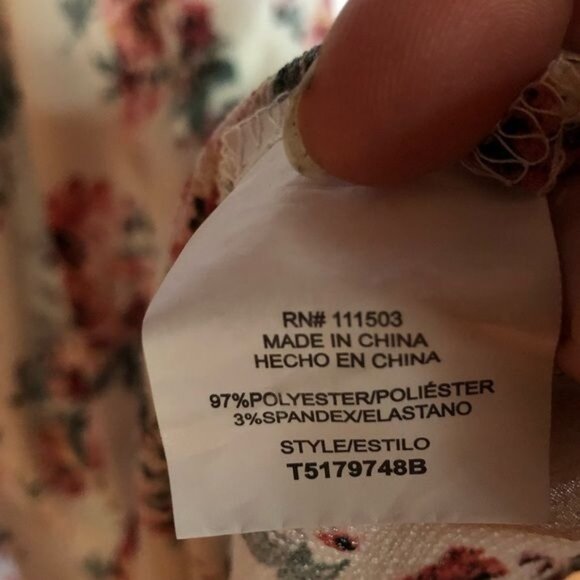 RN# 111503
MADE IN CHINA
HECHO EN CHINA
97%POLYESTER/POLIÉSTER
3%SPANDEX/ELASTANO
STYLE/ESTILO
T5179748B